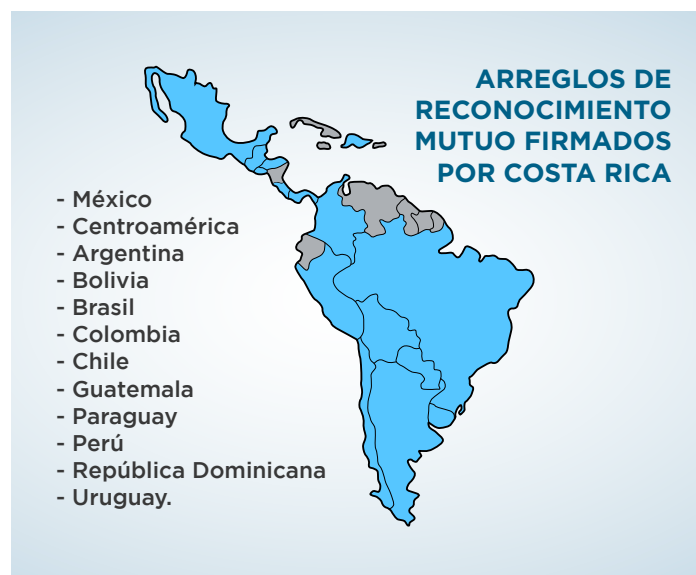 ARREGLOS DE
RECONOCIMIENTO
MUTUO FIRMADOS
POR COSTA RICA
- México
- Centroamérica
- Argentina
- Bolivia
- Brasil
- Colombia
- Chile
- Guatemala
- Paraguay
- Perú
- República Dominicana
- Uruguay.